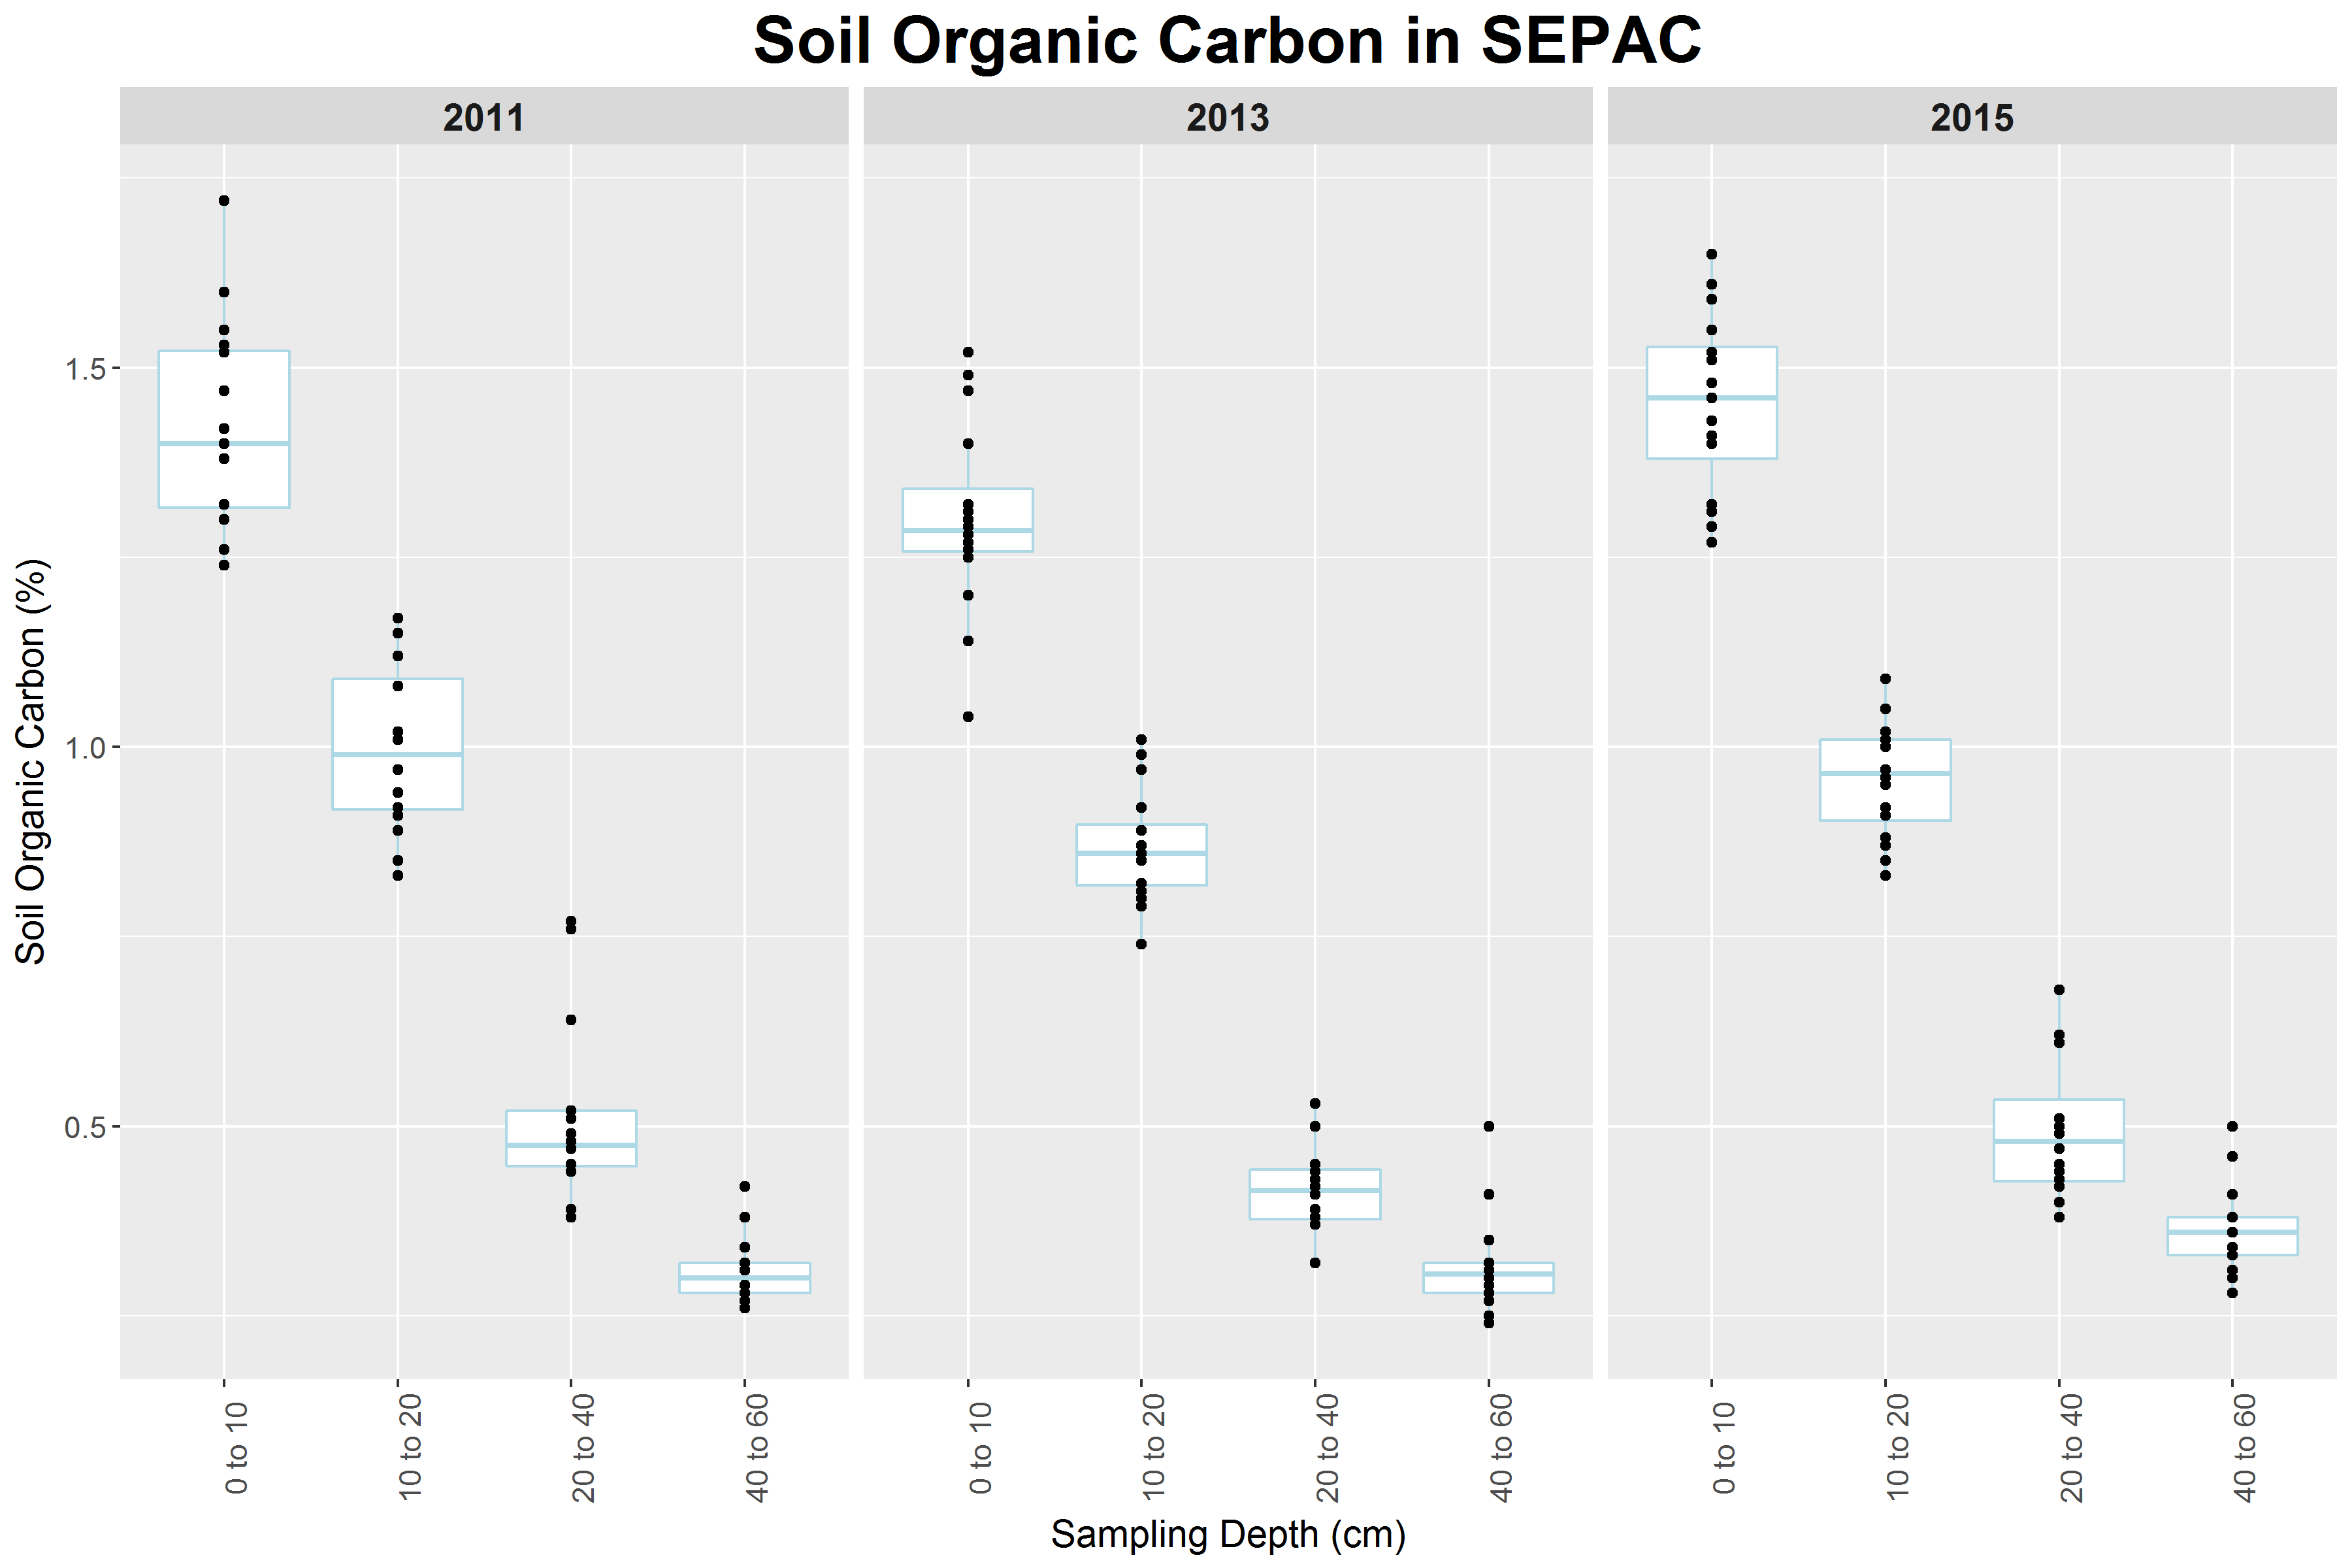 Soil Organic Carbon in SEPAC
2011 2013 2015
Soil Organic Carbon (%)
1.5
1.0
0.5
0 to 10 10 to 20 20 to 40 40 to 60 0 to 10 10 to 20 20 to 40 40 to 60 0 to 10 10 to 20 20 to 40 40 to 60
Sampling Depth (cm)